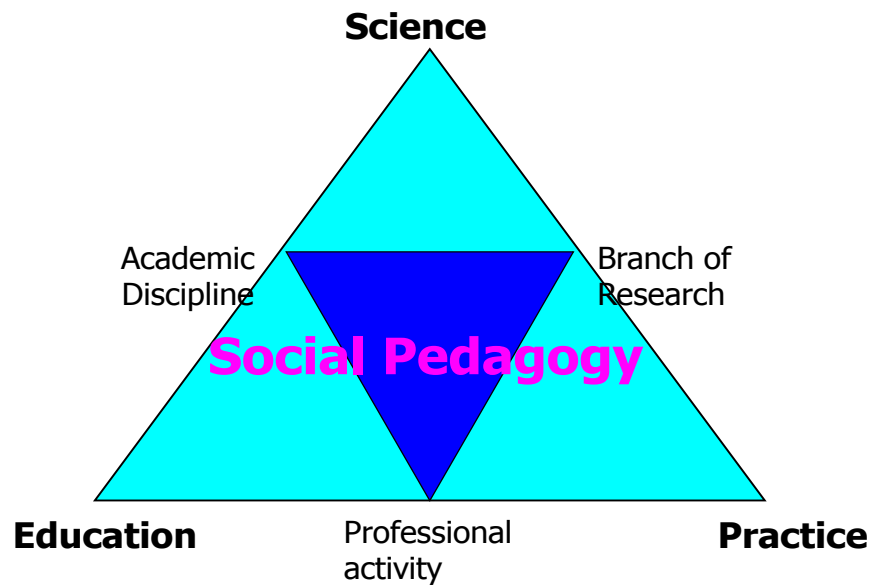 Science
Academic
Discipline
Branch of
Research
Social Pedagogy
Education
Professional
activity
Practice